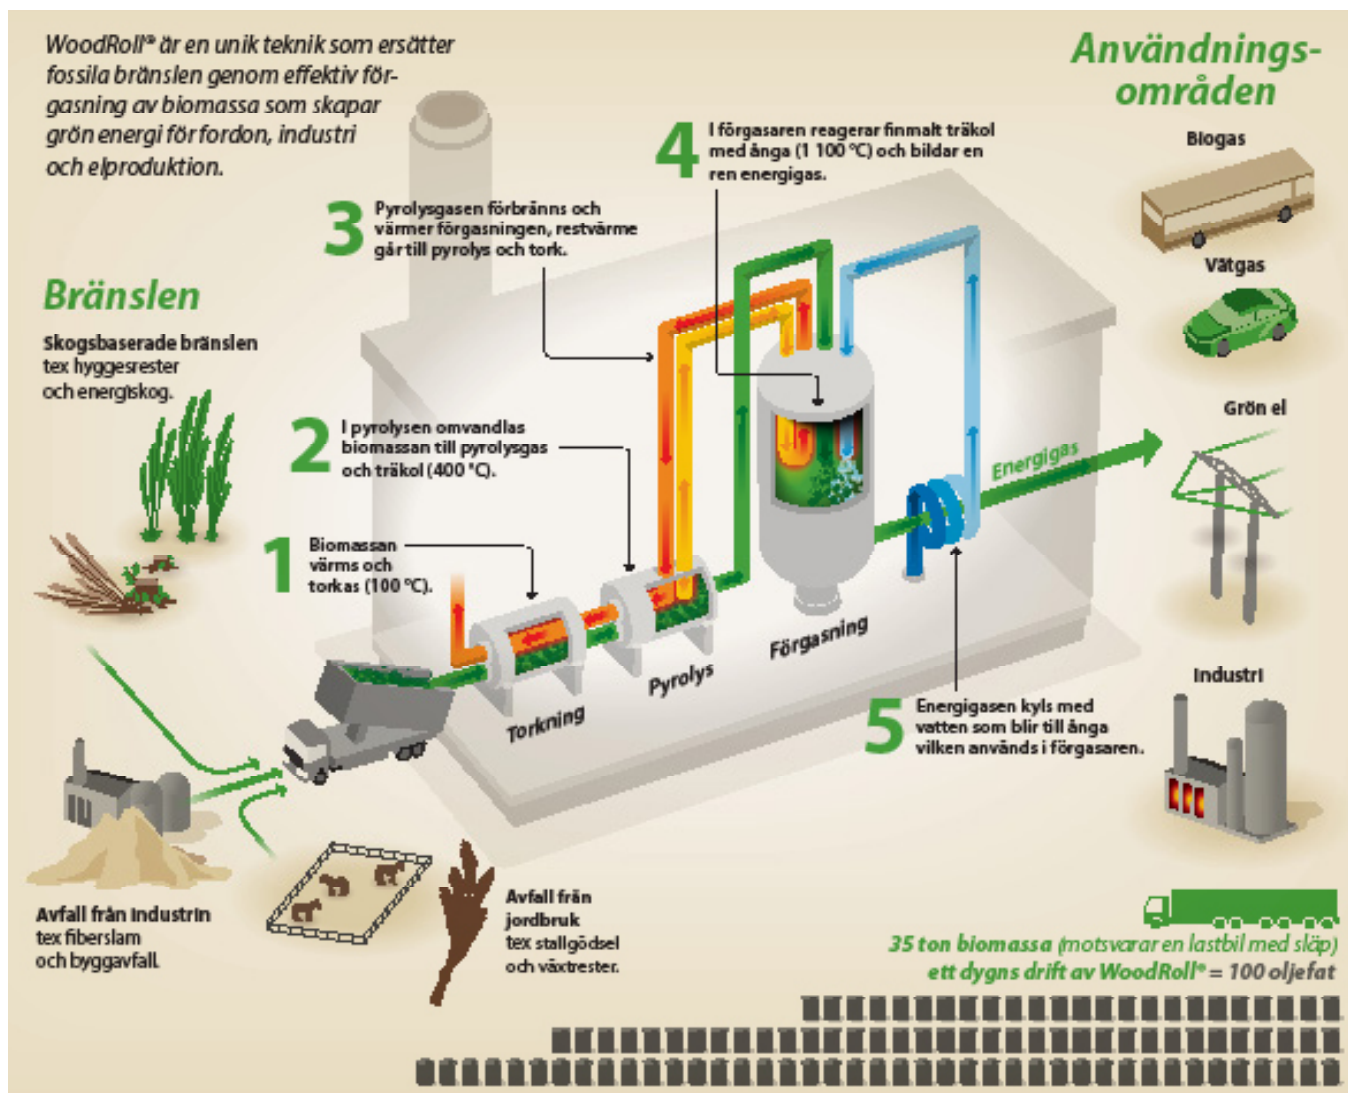 WoodRoll® är en unik teknik som ersätter
fossila bränslen genom effektiv för-
gasning av biomassa som skapar
grön energi för fordon, industri
och elproduktion.
Användnings-
områden
Biogas
Vätgas
Grön el
Industri
4
I förgasaren reagerar finmalt träkol
med ånga (1 100 °C) och bildar en
ren energigas.
3
Pyrolysgasen förbränns och
värmer förgasningen, restvärme
går till pyrolys och tork.
Bränslen
Skogsbaserade bränslen
tex hyggesrester
och energiskog.
2
I pyrolysen omvandlas
biomassan till pyrolysgas
och träkol (400 °C).
1
Biomassan
värms och
torkas (100 °C).
Energigas
Torkning
Pyrolys
Förgasning
5
Energigasen kyls med
vatten som blir till ånga
vilken används i förgasaren.
Avfall från industrin
tex fiberslam
och byggavfall.
Avfall från
jordbruk
tex stallgödsel
och växtrester.
35 ton biomassa (motsvarar en lastbil med släp)
ett dygns drift av WoodRoll® = 100 oljefat